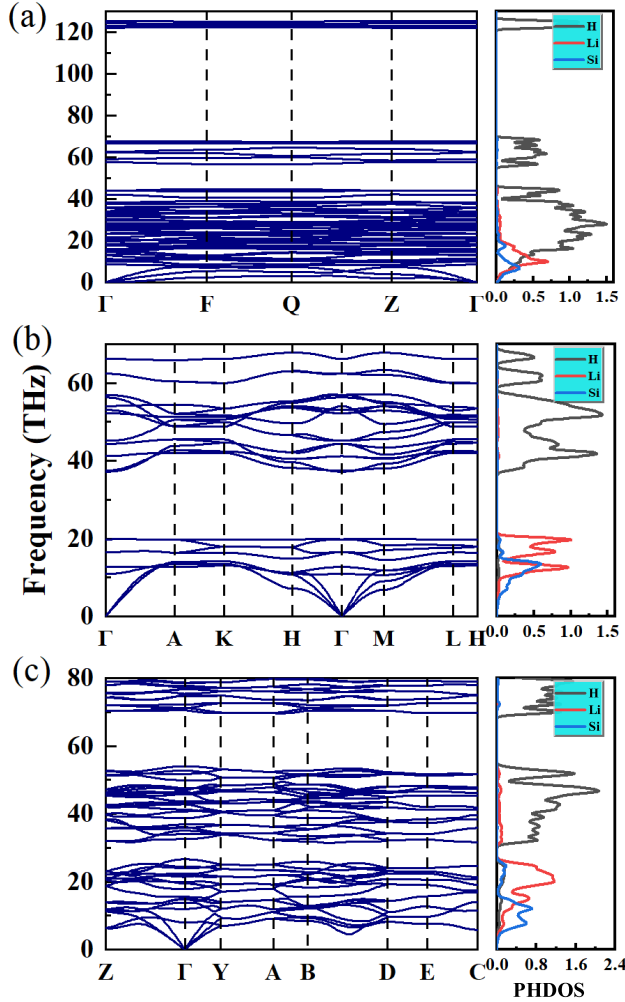 (a)
120
100
80
60
40
20
0
Γ F Q Z Γ
H
Li
Si
0.0 0.5 1.0 1.5
(b)
60
40
20
0
Γ A K H Γ M L H
H
Li
Si
0.0 0.5 1.0 1.5
Frequency (THz)
(c)
80
60
40
20
0
Z Γ Y A B D E C
H
Li
Si
0.0 0.8 1.6 2.4
PHDOS